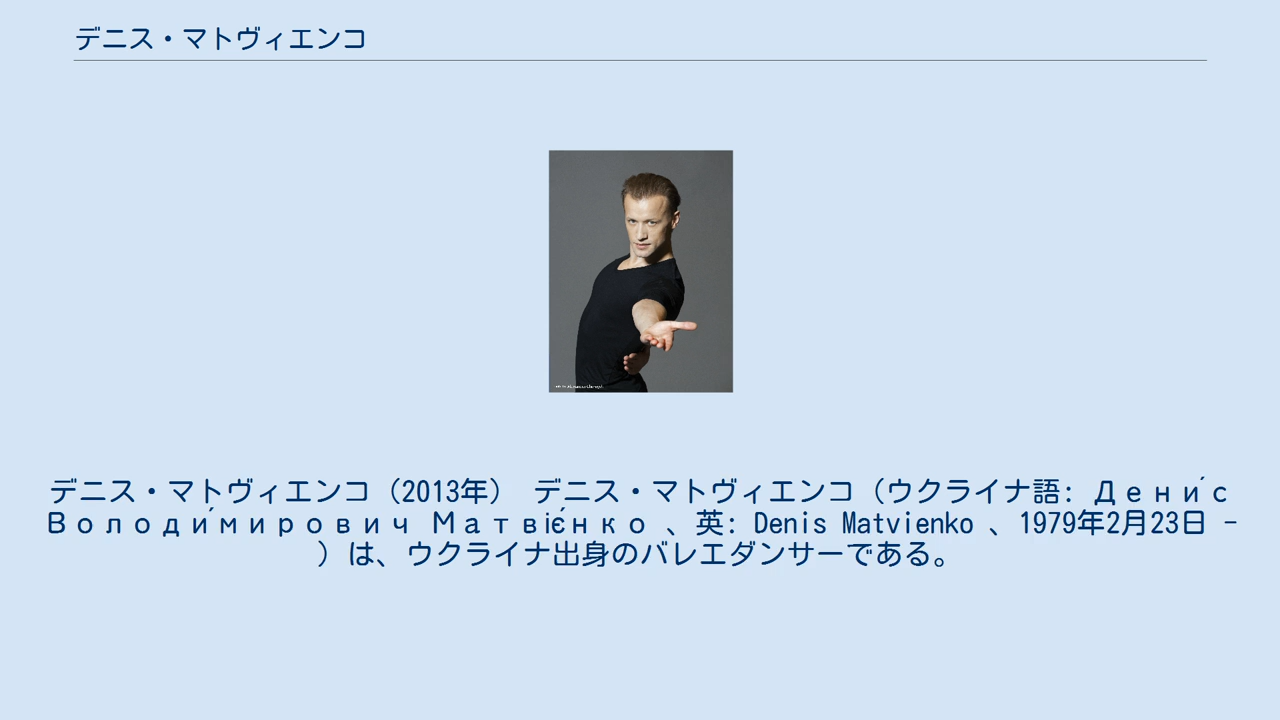 デニス・マトヴィエンコ
デニス・マトヴィエンコ（2013年） デニス・マトヴィエンコ（ウクライナ語: Дени́с
Володи́мирович Матвіє́нко 、英: Denis Matvienko 、1979年2月23日 -
）は、ウクライナ出身のバレエダンサーである。